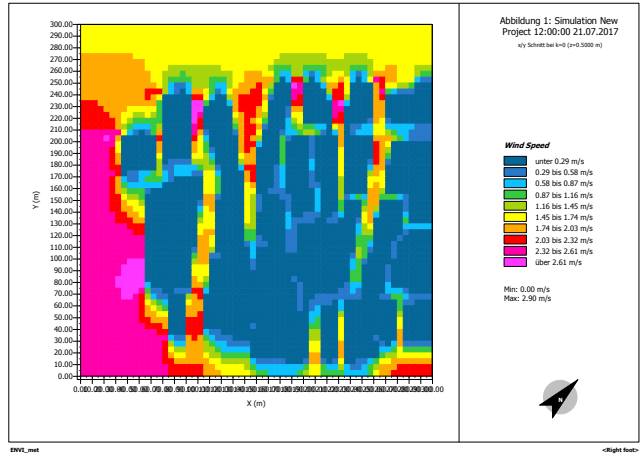 Abbildung 1: Simulation New
Project 12:00:00 21.07.2017
x/y Schnitt bei k=0 (z=0.5000 m)
300.00
290.00
280.00
270.00
260.00
250.00
240.00
230.00
220.00
210.00
200.00
190.00
180.00
170.00
160.00
150.00
140.00
130.00
120.00
110.00
100.00
90.00
80.00
70.00
60.00
50.00
40.00
30.00
20.00
10.00
0.00
Y (m)
X (m)
Wind Speed
unter 0.29 m/s
0.29 bis 0.58 m/s
0.58 bis 0.87 m/s
0.87 bis 1.16 m/s
1.16 bis 1.45 m/s
1.45 bis 1.74 m/s
1.74 bis 2.03 m/s
2.03 bis 2.32 m/s
2.32 bis 2.61 m/s
über 2.61 m/s
Min: 0.00 m/s
Max: 2.90 m/s
N
ENVI_met
<Right foot>